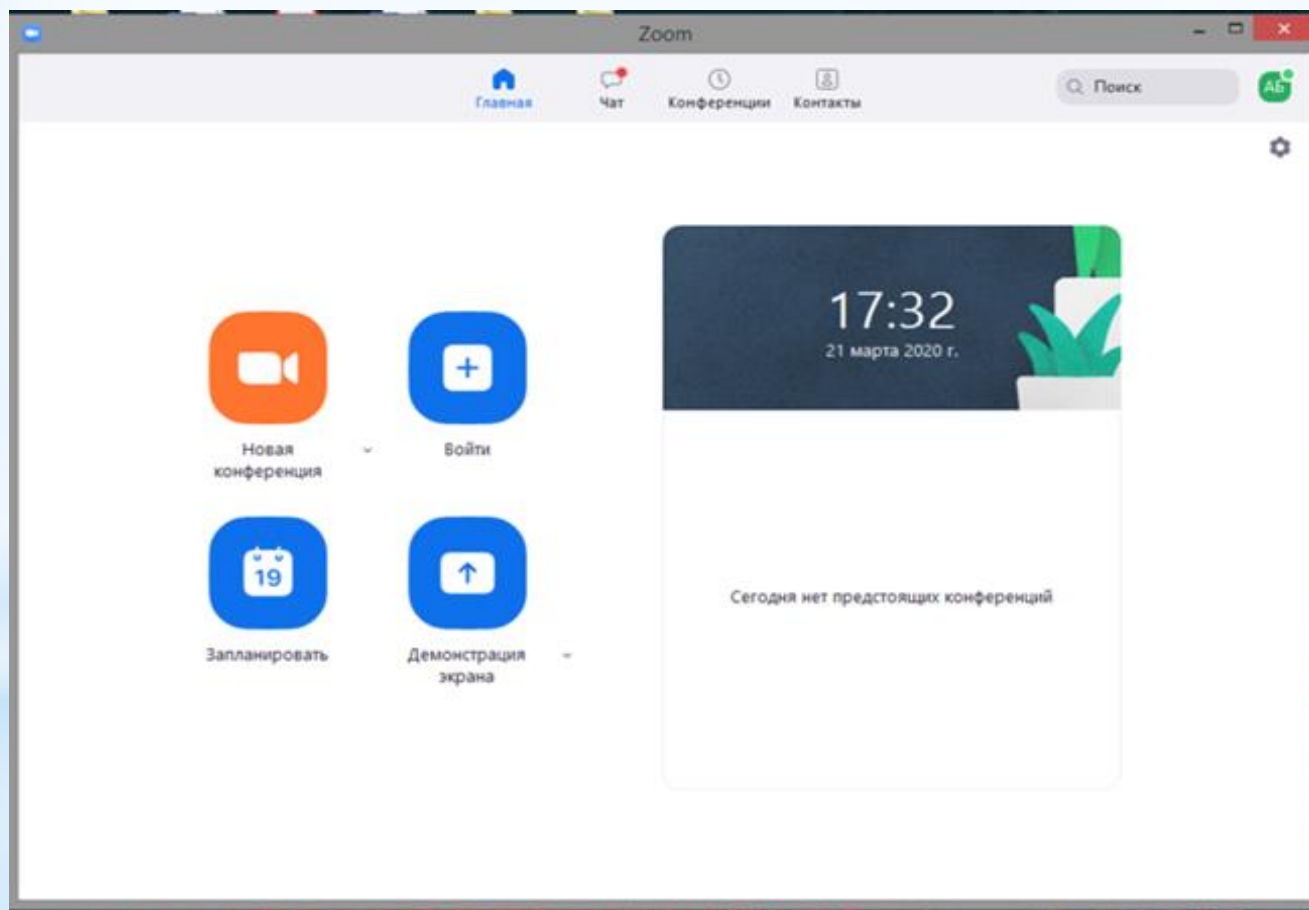 Zoom
Главная
Чат
Конференции
Контакты
Поиск
АБ
17:32
21 марта 2020 г.
Новая
конференция
Войти
19
Запланировать
Демонстрация
экрана
Сегодня нет предстоящих конференций